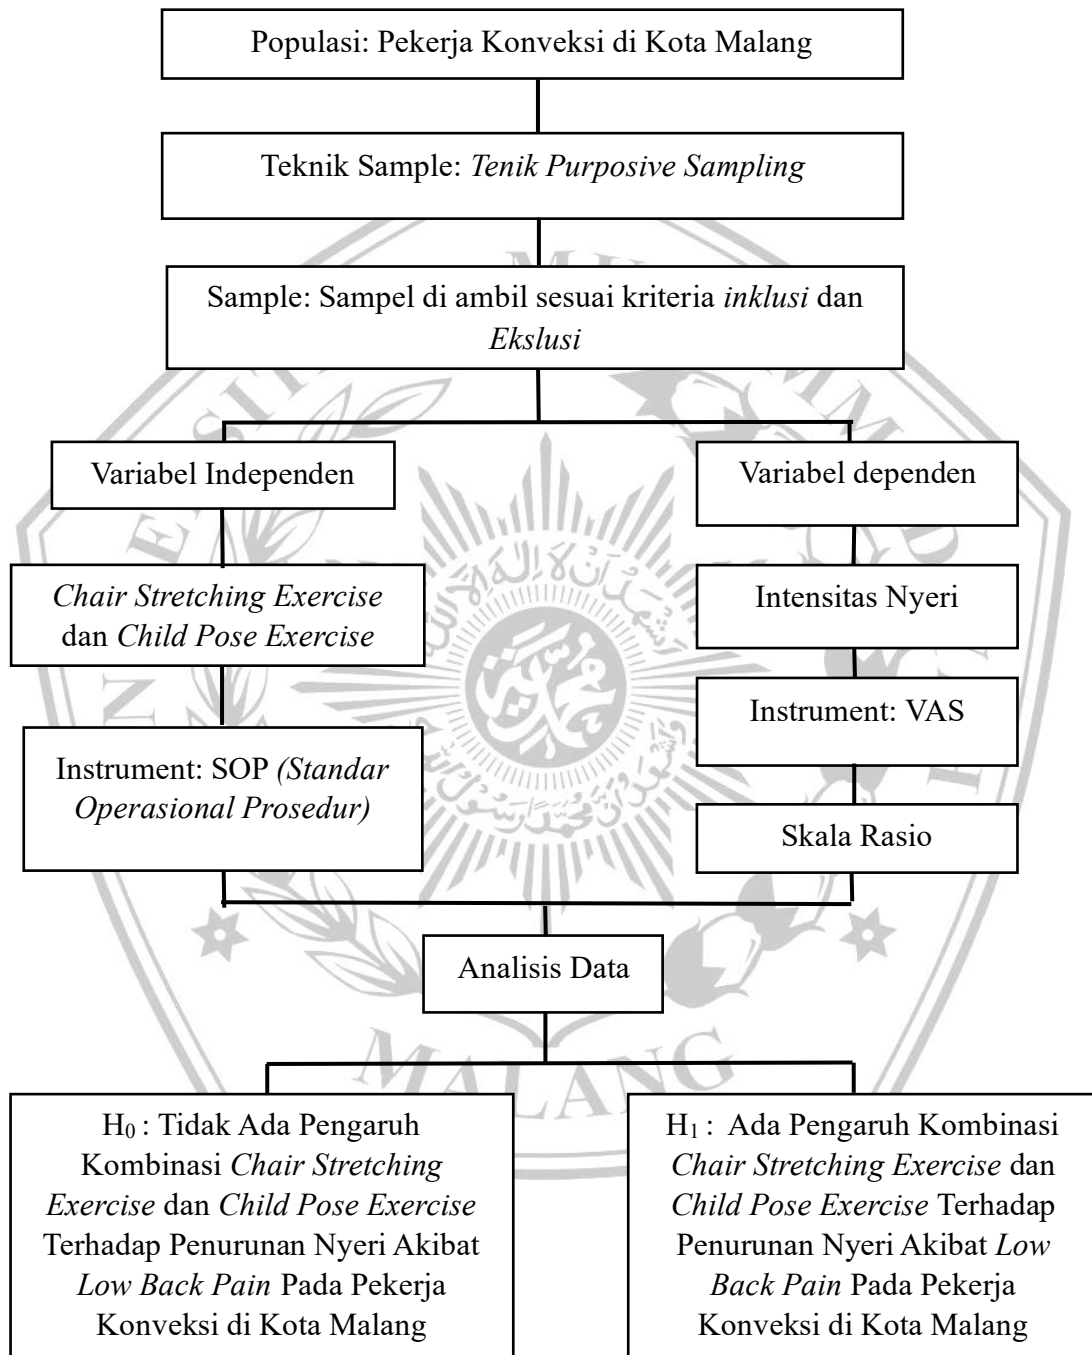 Populasi: Pekerja Konveksi di Kota Malang
Teknik Sample: Tenik Purposive Sampling
Sample: Sampel di ambil sesuai kriteria inklusi dan
Ekslusi
Variabel Independen
Variabel dependen
Chair Stretching Exercise
dan Child Pose Exercise
Intensitas Nyeri
Instrument: SOP (Standar
Operasional Prosedur)
Instrument: VAS
Skala Rasio
Analisis Data
H₀ : Tidak Ada Pengaruh
Kombinasi Chair Stretching
Exercise dan Child Pose Exercise
Terhadap Penurunan Nyeri Akibat
Low Back Pain Pada Pekerja
Konveksi di Kota Malang
H₁ : Ada Pengaruh Kombinasi
Chair Stretching Exercise dan
Child Pose Exercise Terhadap
Penurunan Nyeri Akibat Low
Back Pain Pada Pekerja
Konveksi di Kota Malang
MALANG